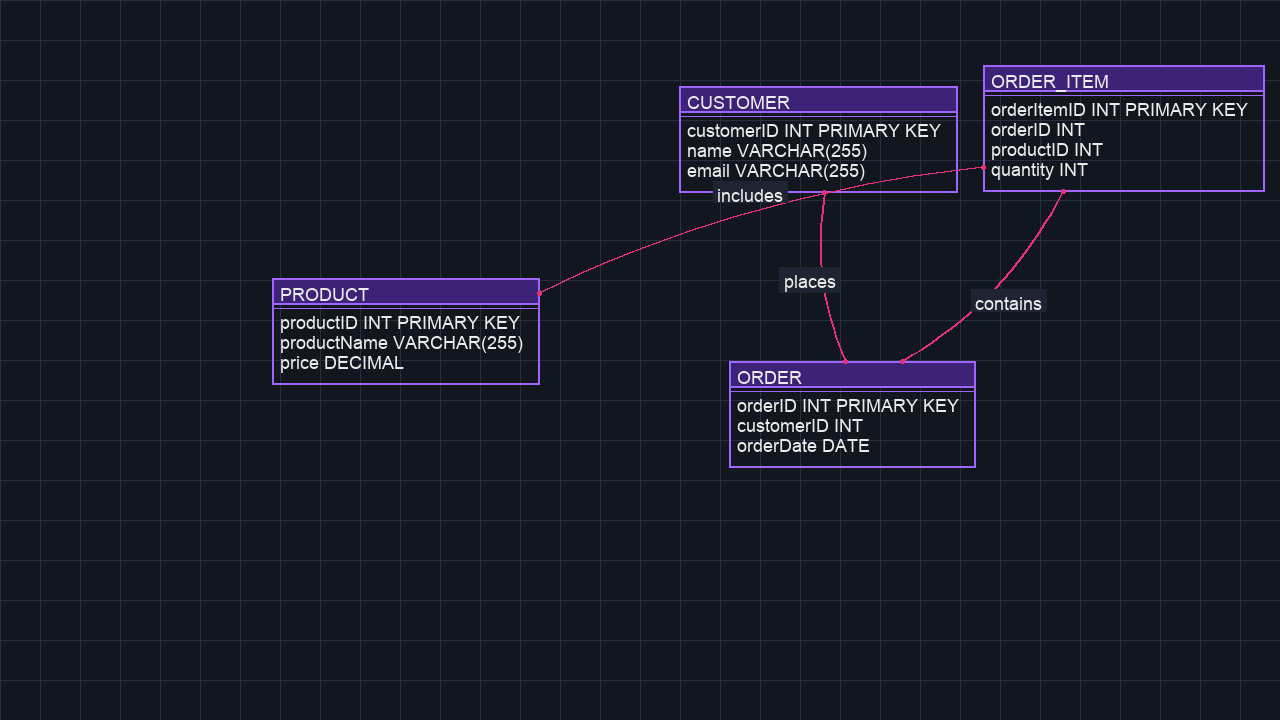 ORDER_ITEM
orderItemID INT PRIMARY KEY
orderID INT
productID INT
quantity INT
CUSTOMER
customerID INT PRIMARY KEY
name VARCHAR(255)
email VARCHAR(255)
includes
places
PRODUCT
productID INT PRIMARY KEY
productName VARCHAR(255)
price DECIMAL
contains
ORDER
orderID INT PRIMARY KEY
customerID INT
orderDate DATE